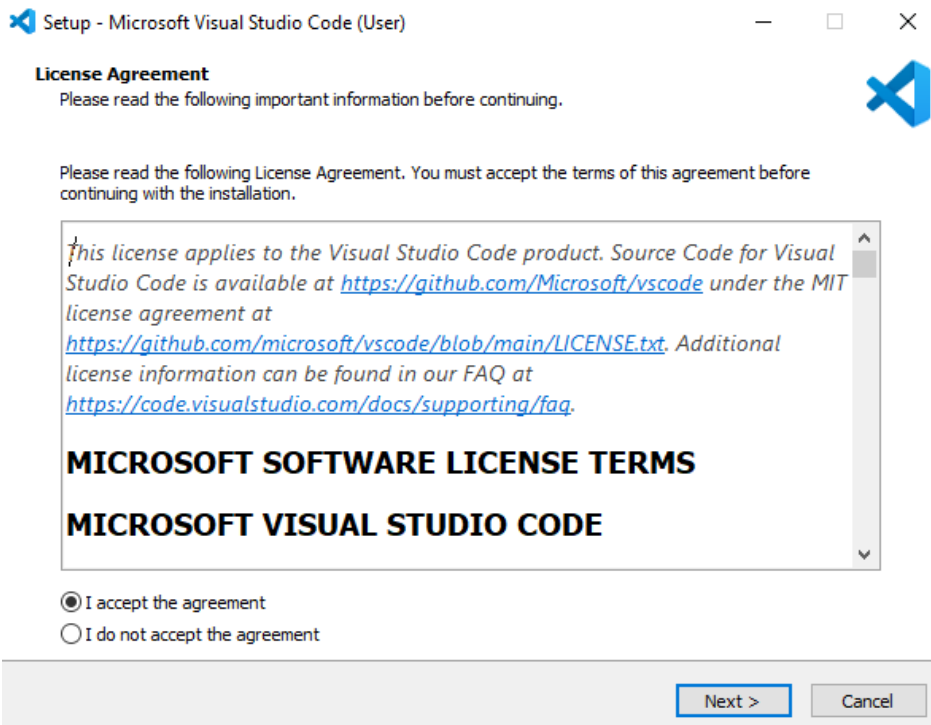 Setup - Microsoft Visual Studio Code (User)
License Agreement
Please read the following important information before continuing.
Please read the following License Agreement. You must accept the terms of this agreement before
continuing with the installation.
This license applies to the Visual Studio Code product. Source Code for Visual
Studio Code is available at https://github.com/Microsoft/vscode under the MIT
license agreement at
https://github.com/microsoft/vscode/blob/main/LICENSE.txt. Additional
license information can be found in our FAQ at
https://code.visualstudio.com/docs/supporting/faq.
MICROSOFT SOFTWARE LICENSE TERMS
MICROSOFT VISUAL STUDIO CODE
I accept the agreement
I do not accept the agreement
Next >
Cancel